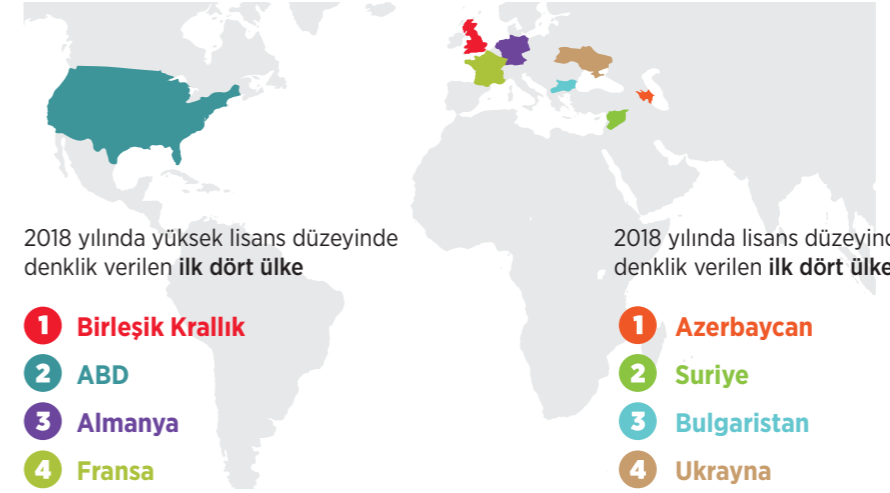 2018 yılında yüksek lisans düzeyinde
denklik verilen ilk dört ülke
1 Birleşik Krallık
2 ABD
3 Almanya
4 Fransa
2018 yılında lisans düzeyind
denklik verilen ilk dört ülke
1 Azerbaycan
2 Suriye
3 Bulgaristan
4 Ukrayna